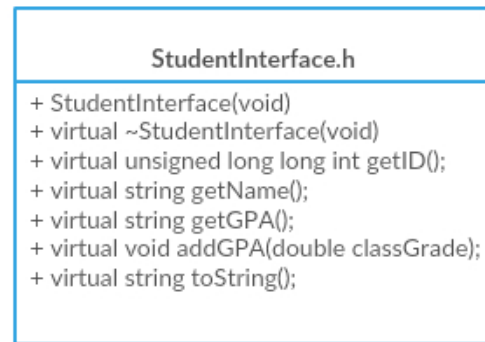 StudentInterface.h
+ StudentInterface(void)
+ virtual ~StudentInterface(void)
+ virtual unsigned long long int getID();
+ virtual string getName();
+ virtual string getGPA();
+ virtual void addGPA(double classGrade);
+ virtual string toString();